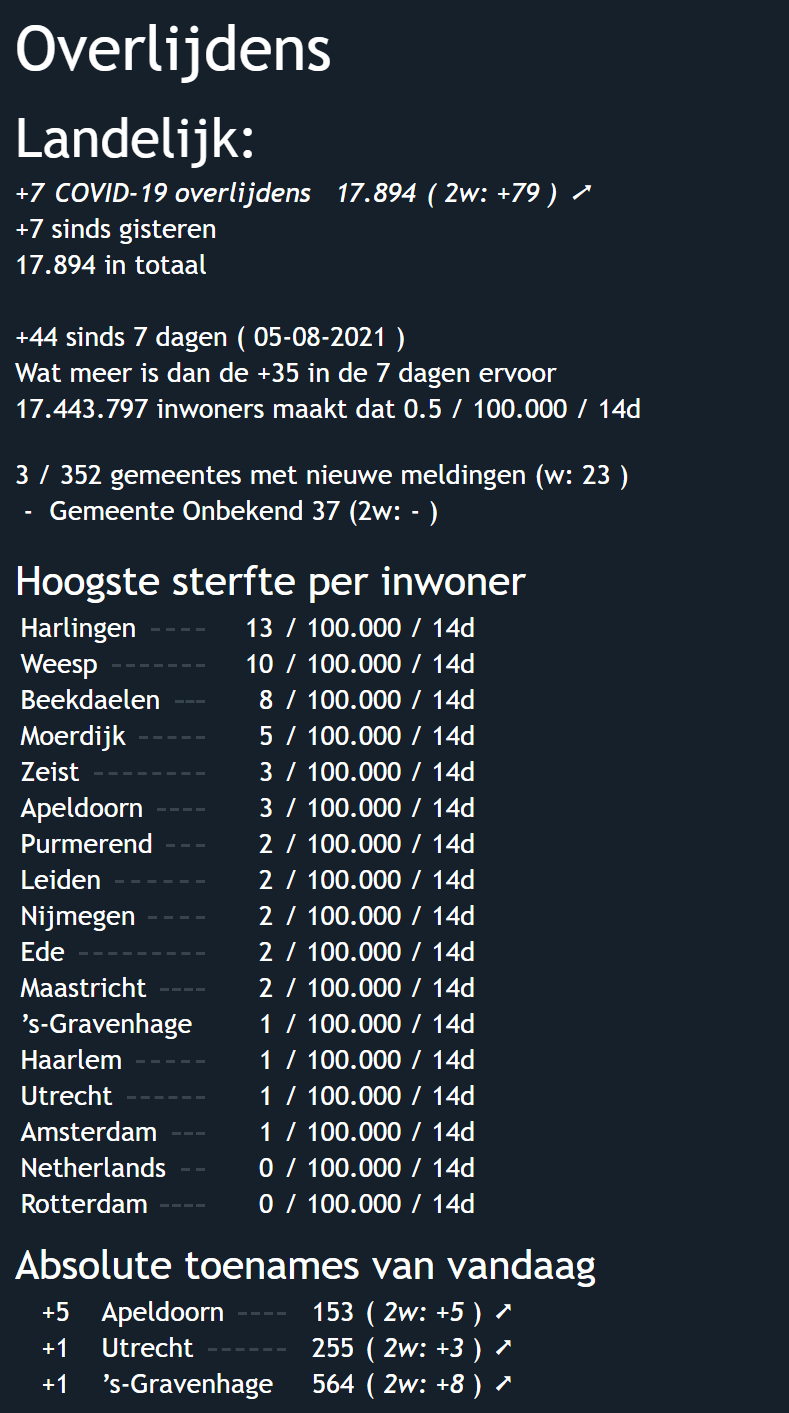 Overlijdens
Landelijk:
+7 COVID-19 overlijdens 17.894 ( 2w: +79 ) ➚
+7 sinds gisteren
17.894 in totaal
+44 sinds 7 dagen ( 05-08-2021 )
Wat meer is dan de +35 in de 7 dagen ervoor
17.443.797 inwoners maakt dat 0.5 / 100.000 / 14d
3 / 352 gemeentes met nieuwe meldingen (w: 23 )
- Gemeente Onbekend 37 (2w: - )
Hoogste sterfte per inwoner
Harlingen ---- 13 / 100.000 / 14d
Weesp ------- 10 / 100.000 / 14d
Beekdaelen --- 8 / 100.000 / 14d
Moerdijk ----- 5 / 100.000 / 14d
Zeist -------- 3 / 100.000 / 14d
Apeldoorn ---- 3 / 100.000 / 14d
Purmerend --- 2 / 100.000 / 14d
Leiden ------ 2 / 100.000 / 14d
Nijmegen ---- 2 / 100.000 / 14d
Ede --------- 2 / 100.000 / 14d
Maastricht ---- 2 / 100.000 / 14d
’s-Gravenhage 1 / 100.000 / 14d
Haarlem ----- 1 / 100.000 / 14d
Utrecht ------ 1 / 100.000 / 14d
Amsterdam --- 1 / 100.000 / 14d
Netherlands -- 0 / 100.000 / 14d
Rotterdam ---- 0 / 100.000 / 14d
Absolute toenames van vandaag
+5 Apeldoorn ---- 153 ( 2w: +5 ) ➚
+1 Utrecht ------ 255 ( 2w: +3 ) ➚
+1 ’s-Gravenhage 564 ( 2w: +8 ) ➚